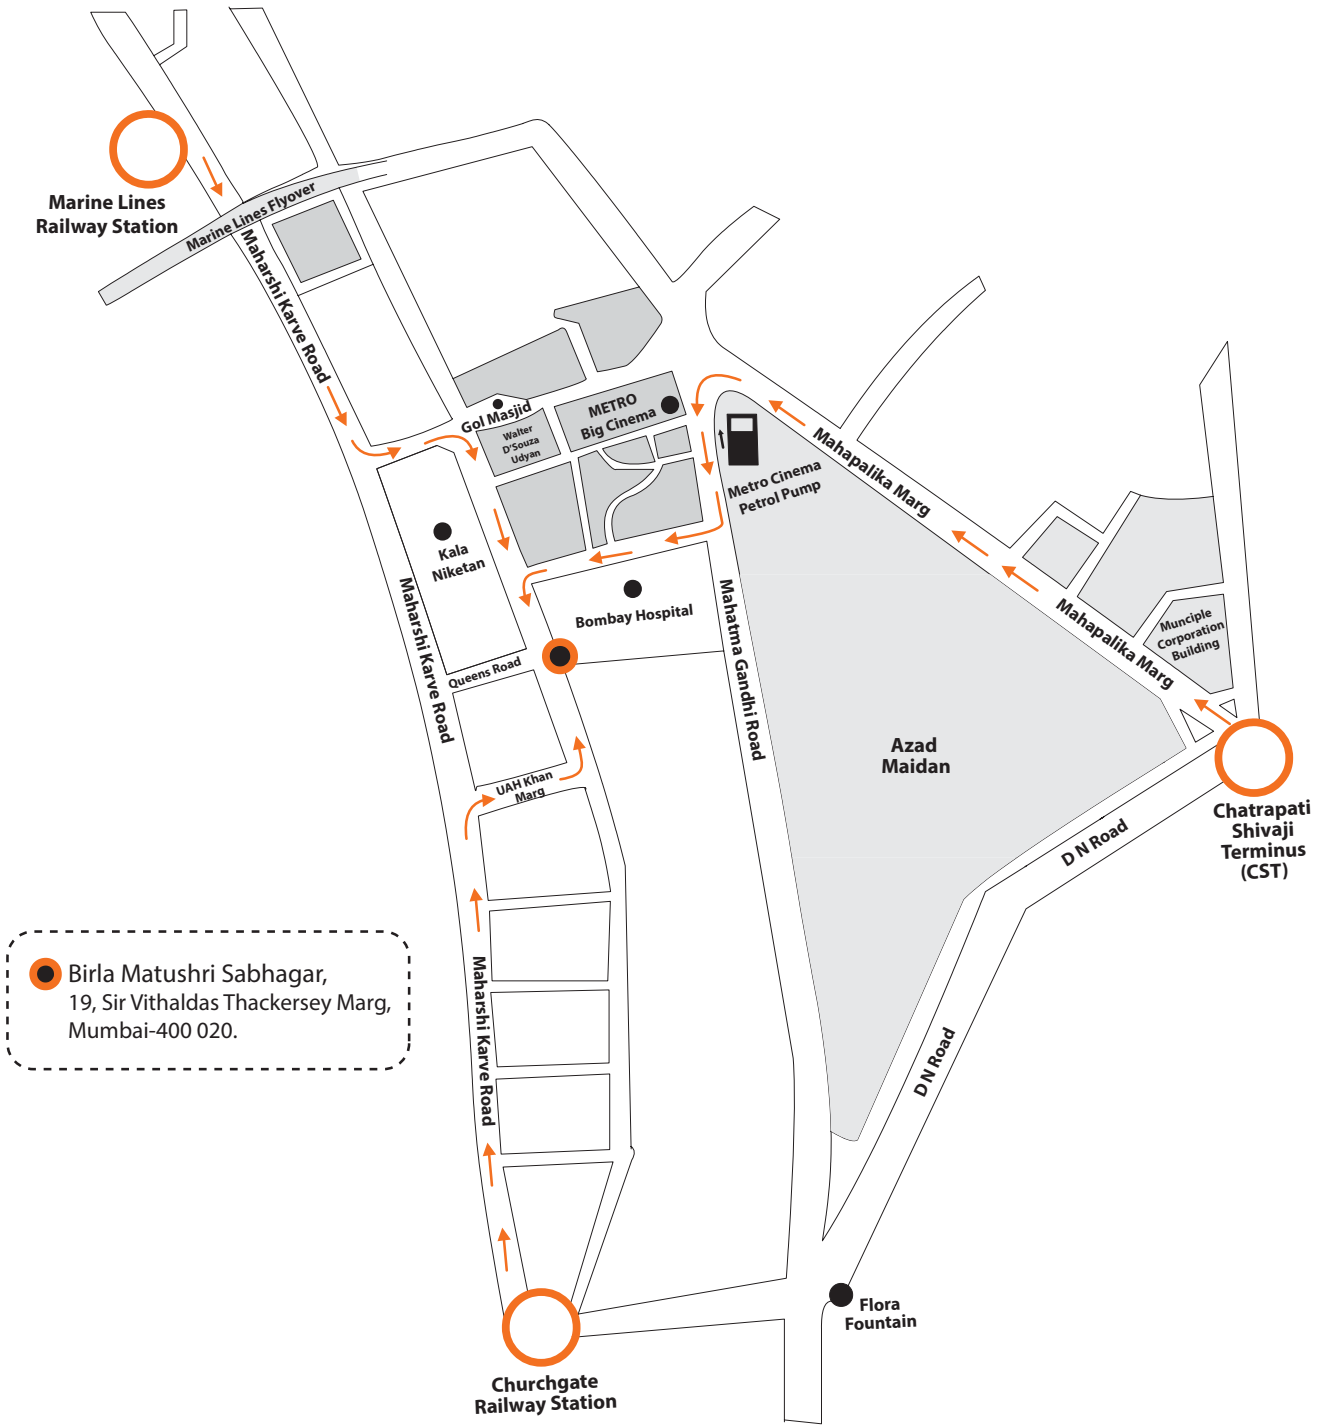 Marine Lines
Railway Station
Marine Lines Flyover
Maharshi Karve Road
Gol Masjid
Walter
D'Souza
Udyan
METRO
Big Cinema
Metro Cinema
Petrol Pump
Mahapalika Marg
Kala
Niketan
Bombay Hospital
Maharshi Karve Road
Queens Road
Mahatma Gandhi Road
Mahapalika Marg
Munciple
Corporation
Building
Azad
Maidan
UAH Khan
Marg
Chatrapati
Shivaji
Terminus
(CST)
D N Road
Birla Matushri Sabhagar,
19, Sir Vithaldas Thackersey Marg,
Mumbai-400 020.
Maharshi Karve Road
D N Road
Flora
Fountain
Churchgate
Railway Station